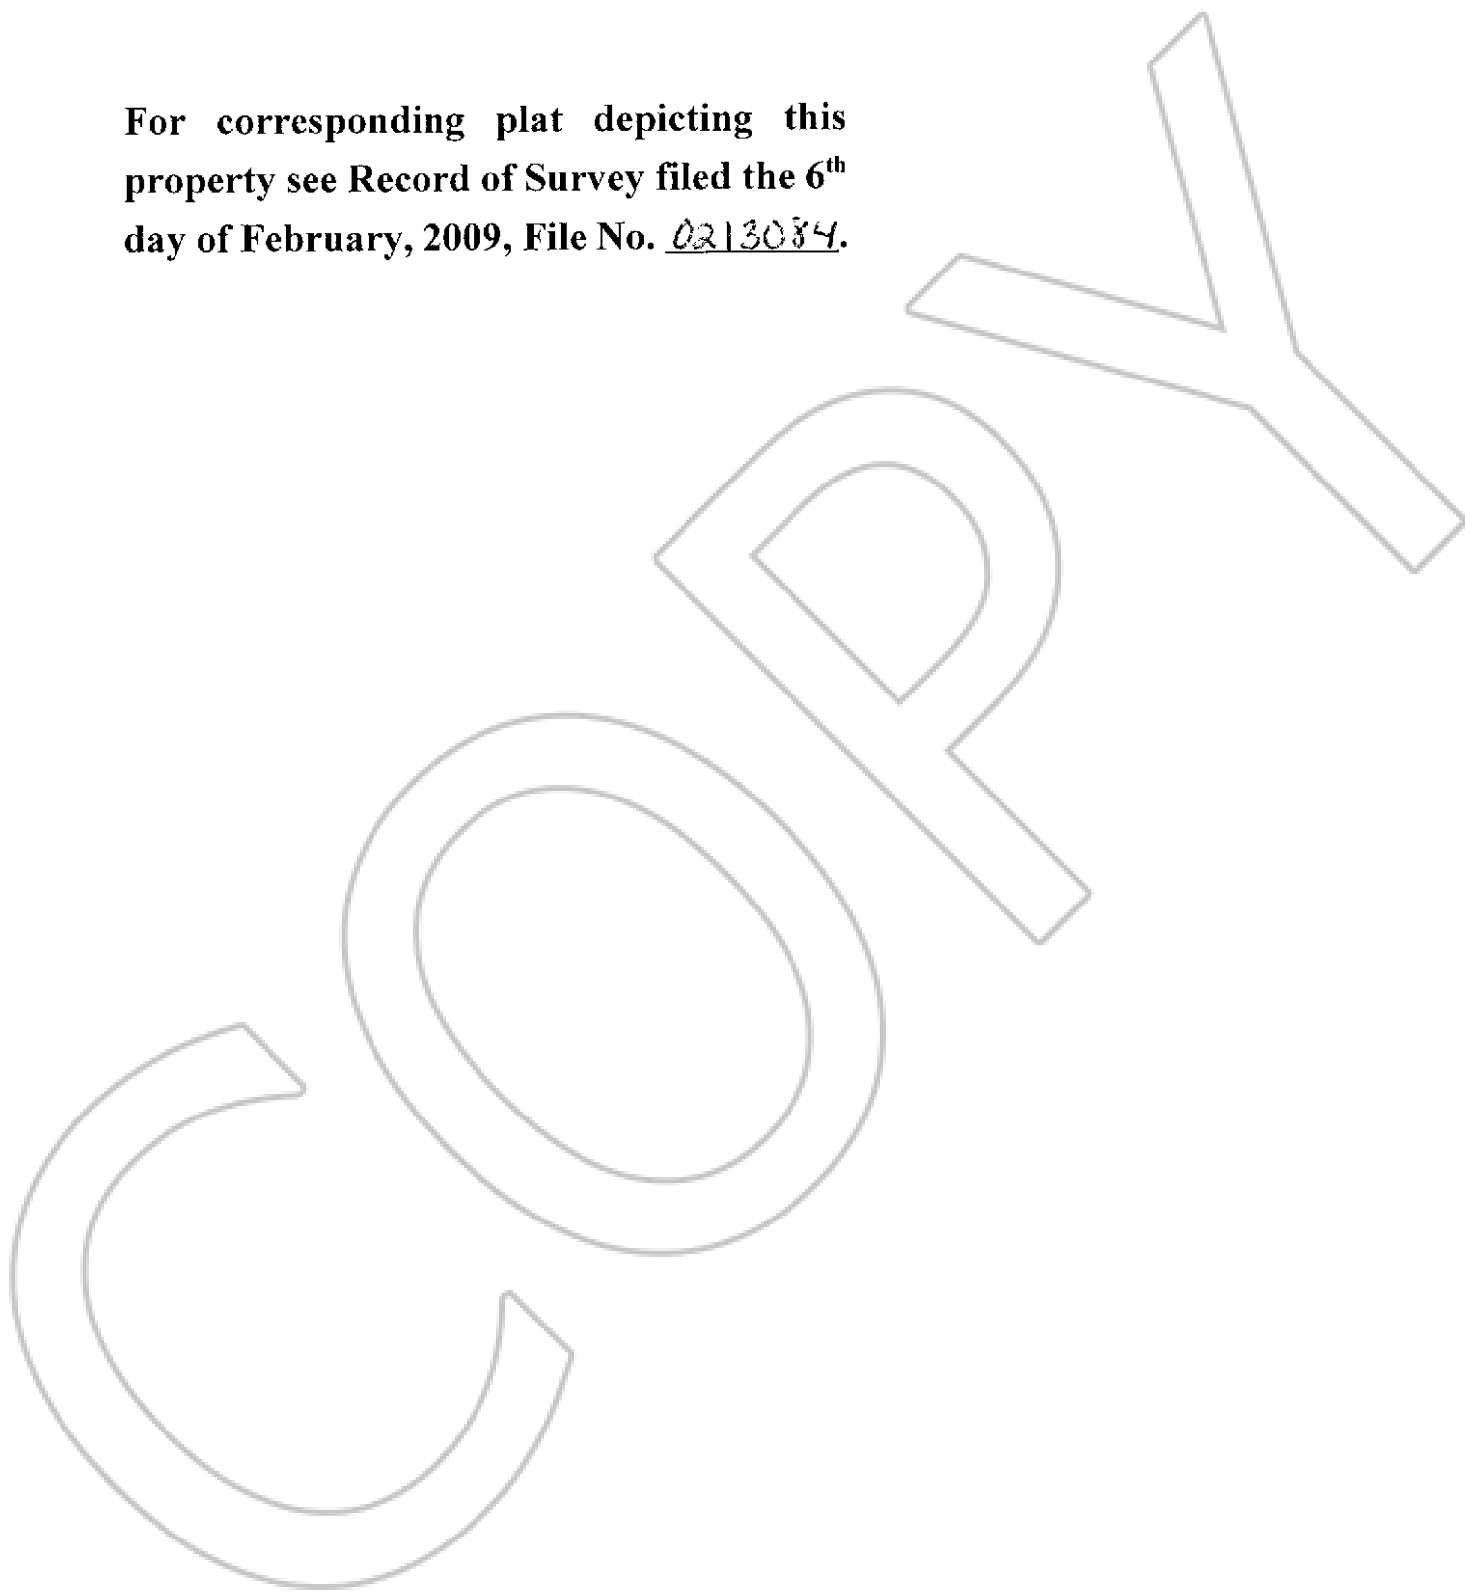 For corresponding plat depicting this
property see Record of Survey filed the 6th
day of February, 2009, File No. 0213084.
COPY